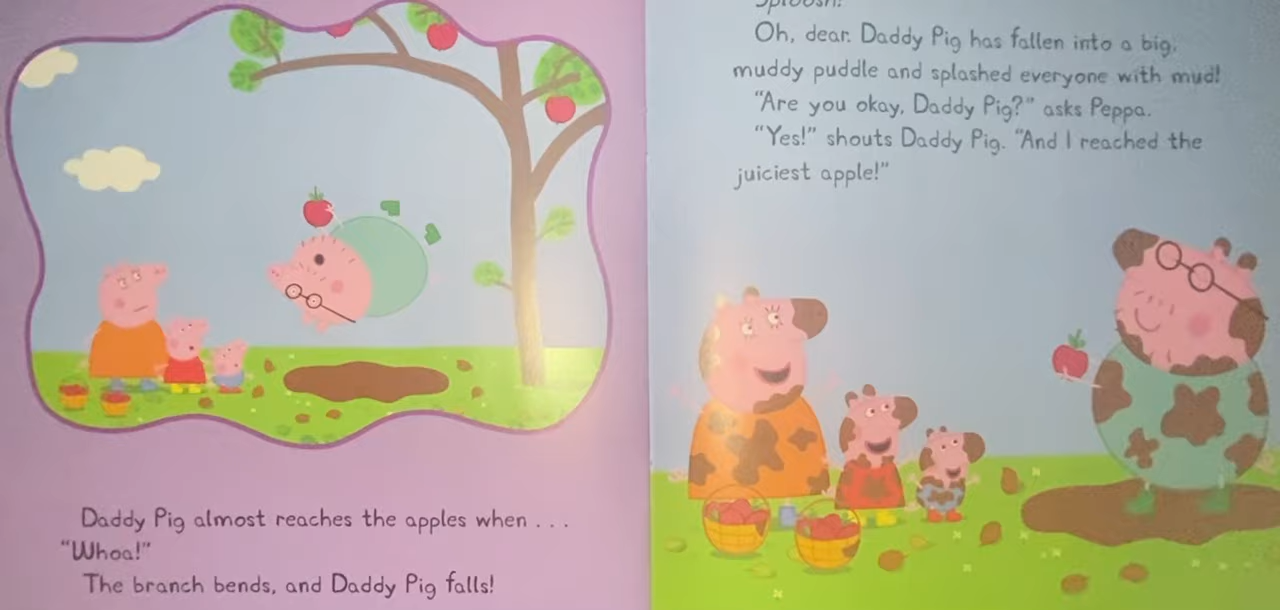 Daddy Pig almost reaches the apples when . . .
“Whoa!”
The branch bends, and Daddy Pig falls!
Sploosh!
Oh, dear. Daddy Pig has fallen into a big,
muddy puddle and splashed everyone with mud!
“Are you okay, Daddy Pig?” asks Peppa.
“Yes!” shouts Daddy Pig. “And I reached the
juiciest apple!”